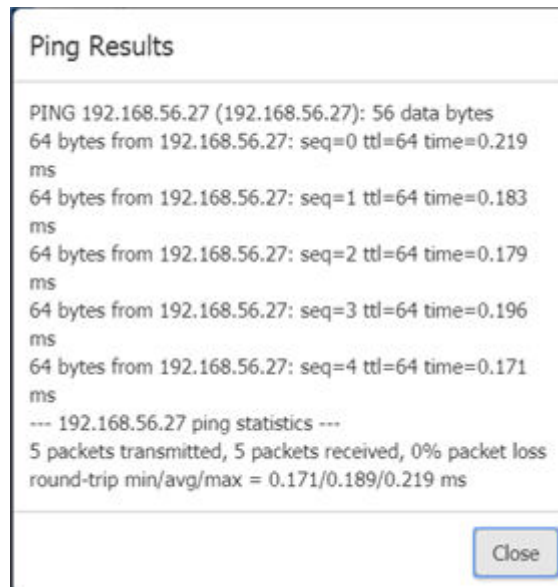 Ping Results
PING 192.168.56.27 (192.168.56.27): 56 data bytes
64 bytes from 192.168.56.27: seq=0 ttl=64 time=0.219
ms
64 bytes from 192.168.56.27: seq=1 ttl=64 time=0.183
ms
64 bytes from 192.168.56.27: seq=2 ttl=64 time=0.179
ms
64 bytes from 192.168.56.27: seq=3 ttl=64 time=0.196
ms
64 bytes from 192.168.56.27: seq=4 ttl=64 time=0.171
ms
--- 192.168.56.27 ping statistics ---
5 packets transmitted, 5 packets received, 0% packet loss
round-trip min/avg/max = 0.171/0.189/0.219 ms
Close